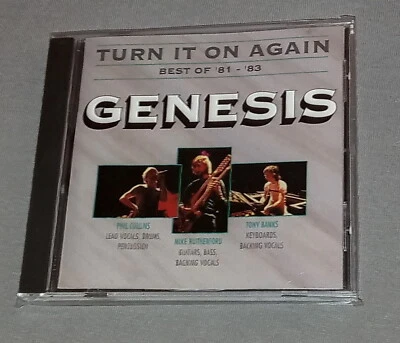 TURN IT ON AGAIN
BEST OF '81 - '83
GENESIS
PHIL COLLINS
LEAD VOCALS, DRUMS,
PERCUSSION
MIKE RUTHERFORD
GUITARS, BASS,
BACKING VOCALS
TONY BANKS
KEYBOARDS,
BACKING VOCALS